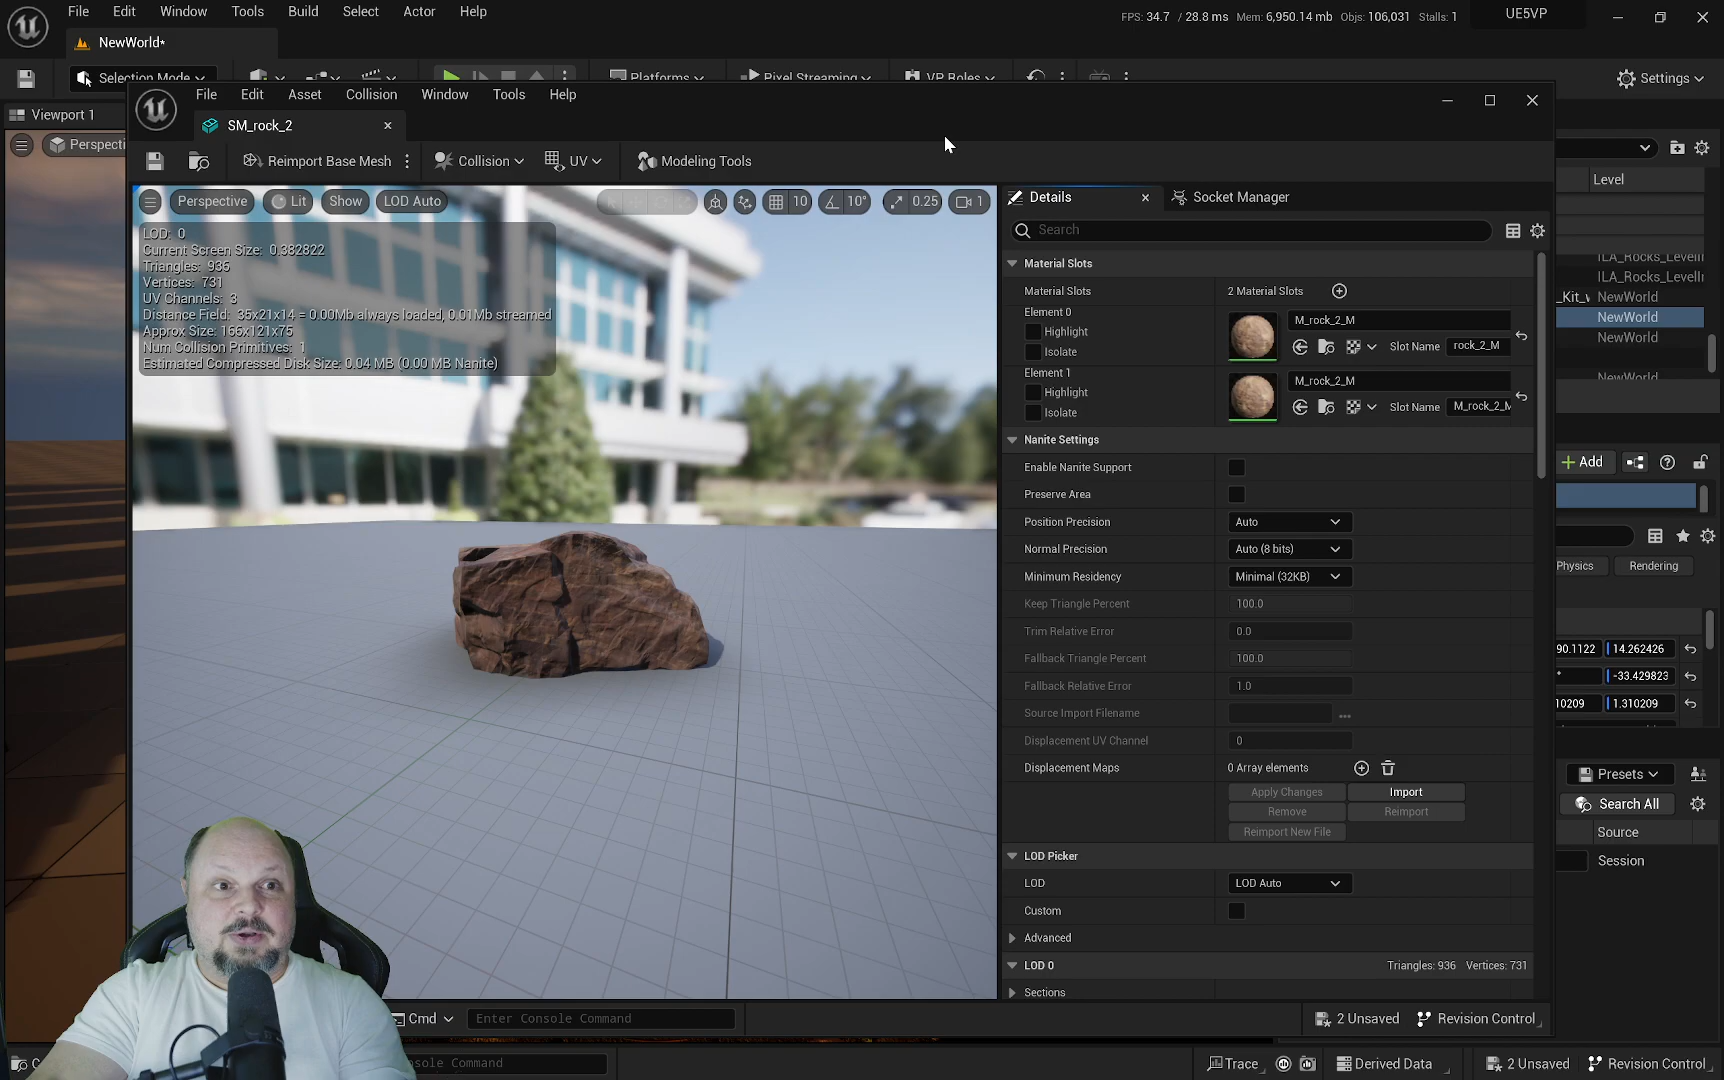 File Edit Window Tools Build Select Actor Help
FPS: 34.7 / 28.8 ms Mem: 6,950.14 mb Objs: 106,031 Stalls: 1
UE5VP
NewWorld*
Selection Mode
Platforms
Pixel Streaming
VP Roles
Settings
Viewport 1
Perspecti
File Edit Asset Collision Window Tools Help
SM_rock_2
Reimport Base Mesh
Collision
UV
Modeling Tools
Perspective
Lit
Show
LOD Auto
10
10°
0.25
1
LOD: 0
Current Screen Size: 0.382822
Triangles: 936
Vertices: 731
UV Channels: 3
Distance Field: 35x21x14 = 0.00Mb always loaded, 0.01Mb streamed
Approx Size: 166x121x75
Num Collision Primitives: 1
Estimated Compressed Disk Size: 0.04 MB (0.00 MB Nanite)
Details
Socket Manager
Search
Material Slots
Material Slots 2 Material Slots
Element 0
Highlight
Isolate
M_rock_2_M
Slot Name rock_2_M
Element 1
Highlight
Isolate
M_rock_2_M
Slot Name M_rock_2_M
Nanite Settings
Enable Nanite Support
Preserve Area
Position Precision Auto
Normal Precision Auto (8 bits)
Minimum Residency Minimal (32KB)
Keep Triangle Percent 100.0
Trim Relative Error 0.0
Fallback Triangle Percent 100.0
Fallback Relative Error 1.0
Source Import Filename ...
Displacement UV Channel 0
Displacement Maps 0 Array elements
Apply Changes Import
Remove Reimport
Reimport New File
LOD Picker
LOD LOD Auto
Custom
Advanced
LOD 0 Triangles: 936 Vertices: 731
Sections
Cmd
Enter Console Command
2 Unsaved
Revision Control
Level
ILA_Rocks_LevelIn
ILA_Rocks_LevelIn
_Kit_v NewWorld
NewWorld
NewWorld
NewWorld
Add
Physics
Rendering
90.1122 14.262426
° -33.429823
10209 1.310209
Presets
Search All
Source
Session
C
nsole Command
Trace
Derived Data
2 Unsaved
Revision Control